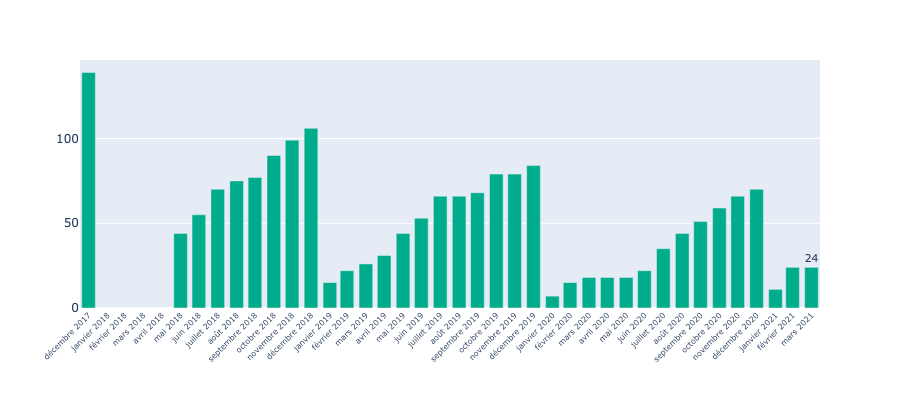 100
50
0
24
décembre 2017
janvier 2018
février 2018
mars 2018
avril 2018
mai 2018
juin 2018
juillet 2018
août 2018
septembre 2018
octobre 2018
novembre 2018
décembre 2018
janvier 2019
février 2019
mars 2019
avril 2019
mai 2019
juin 2019
juillet 2019
août 2019
septembre 2019
octobre 2019
novembre 2019
décembre 2019
janvier 2020
février 2020
mars 2020
avril 2020
mai 2020
juin 2020
juillet 2020
août 2020
septembre 2020
octobre 2020
novembre 2020
décembre 2020
janvier 2021
février 2021
mars 2021